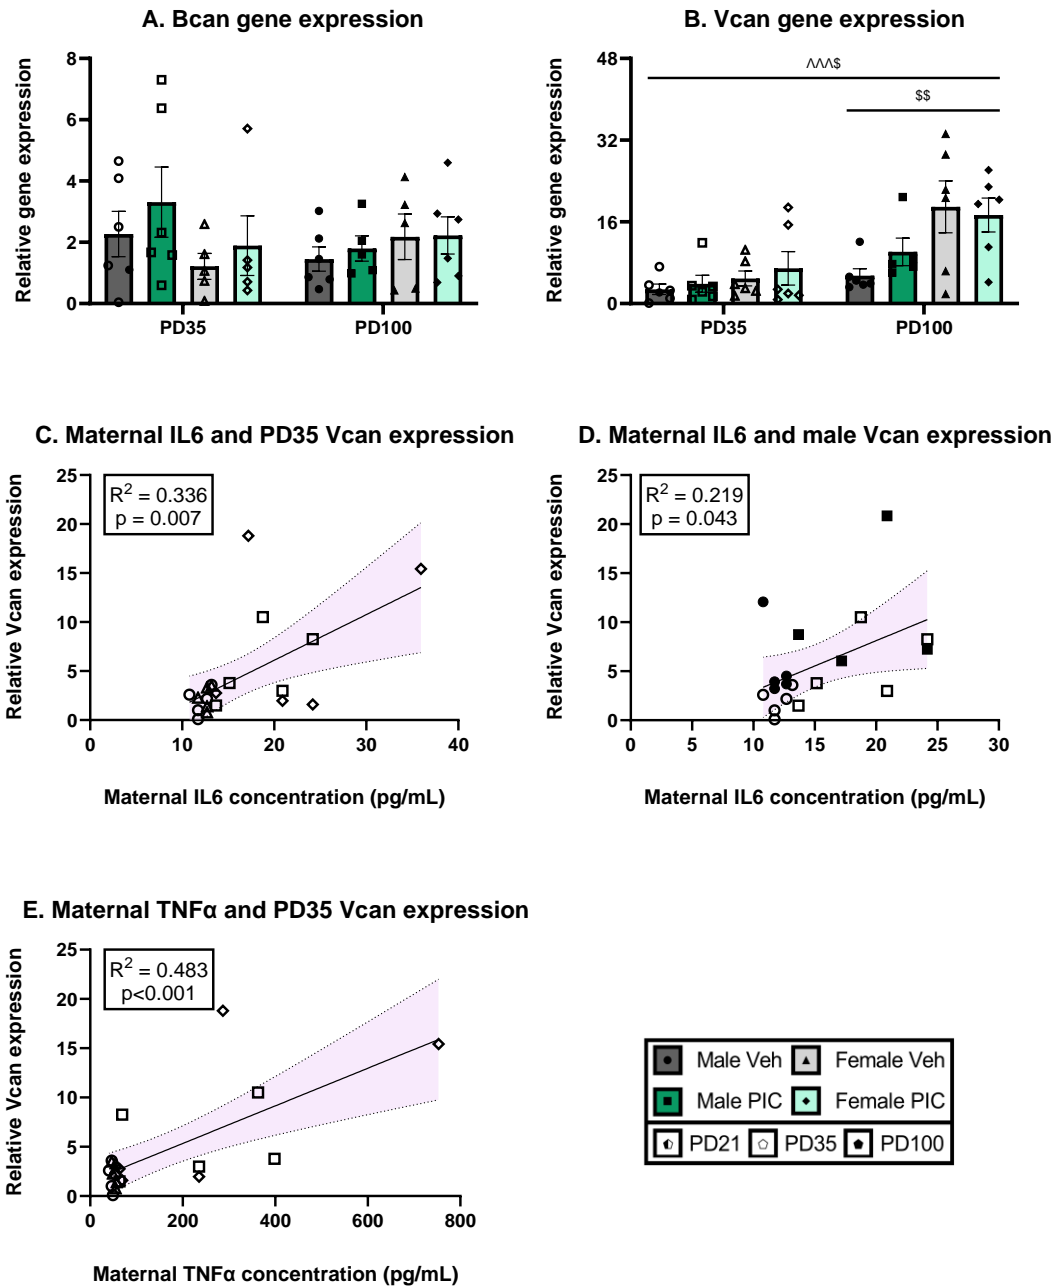 A. Bcan gene expression
Relative gene expression
8
6
4
2
0
PD35
PD100
B. Vcan gene expression
Relative gene expression
48
32
16
0
^^^$
$$
PD35
PD100
C. Maternal IL6 and PD35 Vcan expression
Relative Vcan expression
25
20
15
10
5
0
R² = 0.336
p = 0.007
0 10 20 30 40
Maternal IL6 concentration (pg/mL)
D. Maternal IL6 and male Vcan expression
Relative Vcan expression
25
20
15
10
5
0
R² = 0.219
p = 0.043
0 5 10 15 20 25 30
Maternal IL6 concentration (pg/mL)
E. Maternal TNFα and PD35 Vcan expression
Relative Vcan expression
25
20
15
10
5
0
R² = 0.483
p<0.001
0 200 400 600 800
Maternal TNFα concentration (pg/mL)
Male Veh Female Veh
Male PIC Female PIC
PD21 PD35 PD100